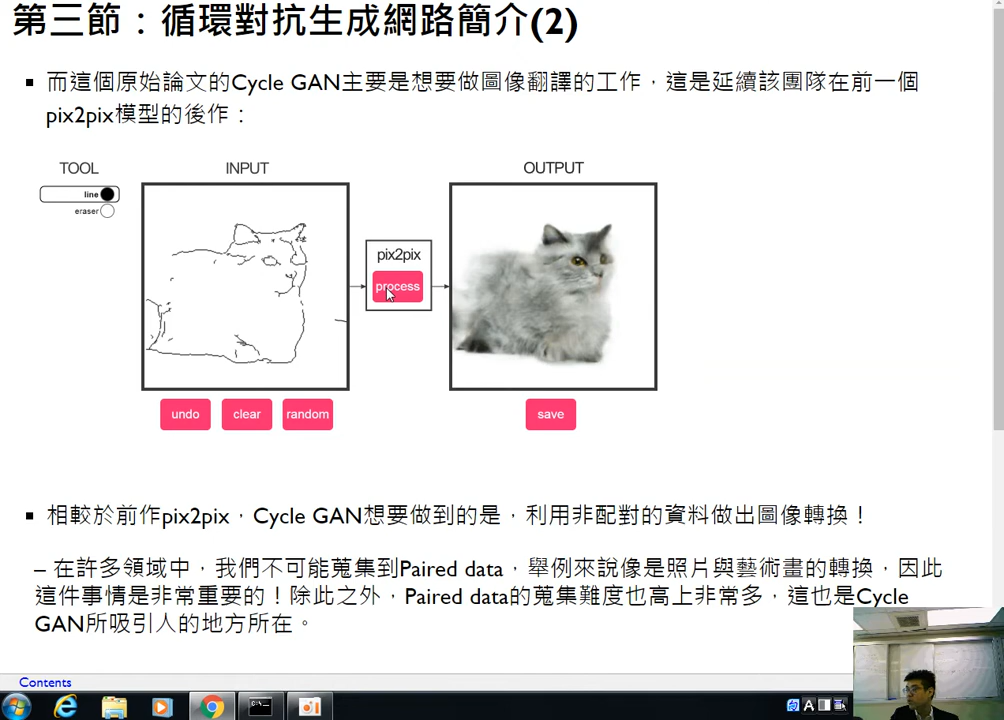 第三節：循環對抗生成網路簡介(2)
▪ 而這個原始論文的Cycle GAN主要是想要做圖像翻譯的工作，這是延續該團隊在前一個
pix2pix模型的後作：
TOOL
INPUT
OUTPUT
line
eraser
pix2pix
process
undo
clear
random
save
▪ 相較於前作pix2pix，Cycle GAN想要做到的是，利用非配對的資料做出圖像轉換！
– 在許多領域中，我們不可能蒐集到Paired data，舉例來說像是照片與藝術畫的轉換，因此
這件事情是非常重要的！除此之外，Paired data的蒐集難度也高上非常多，這也是Cycle
GAN所吸引人的地方所在。
Contents
A